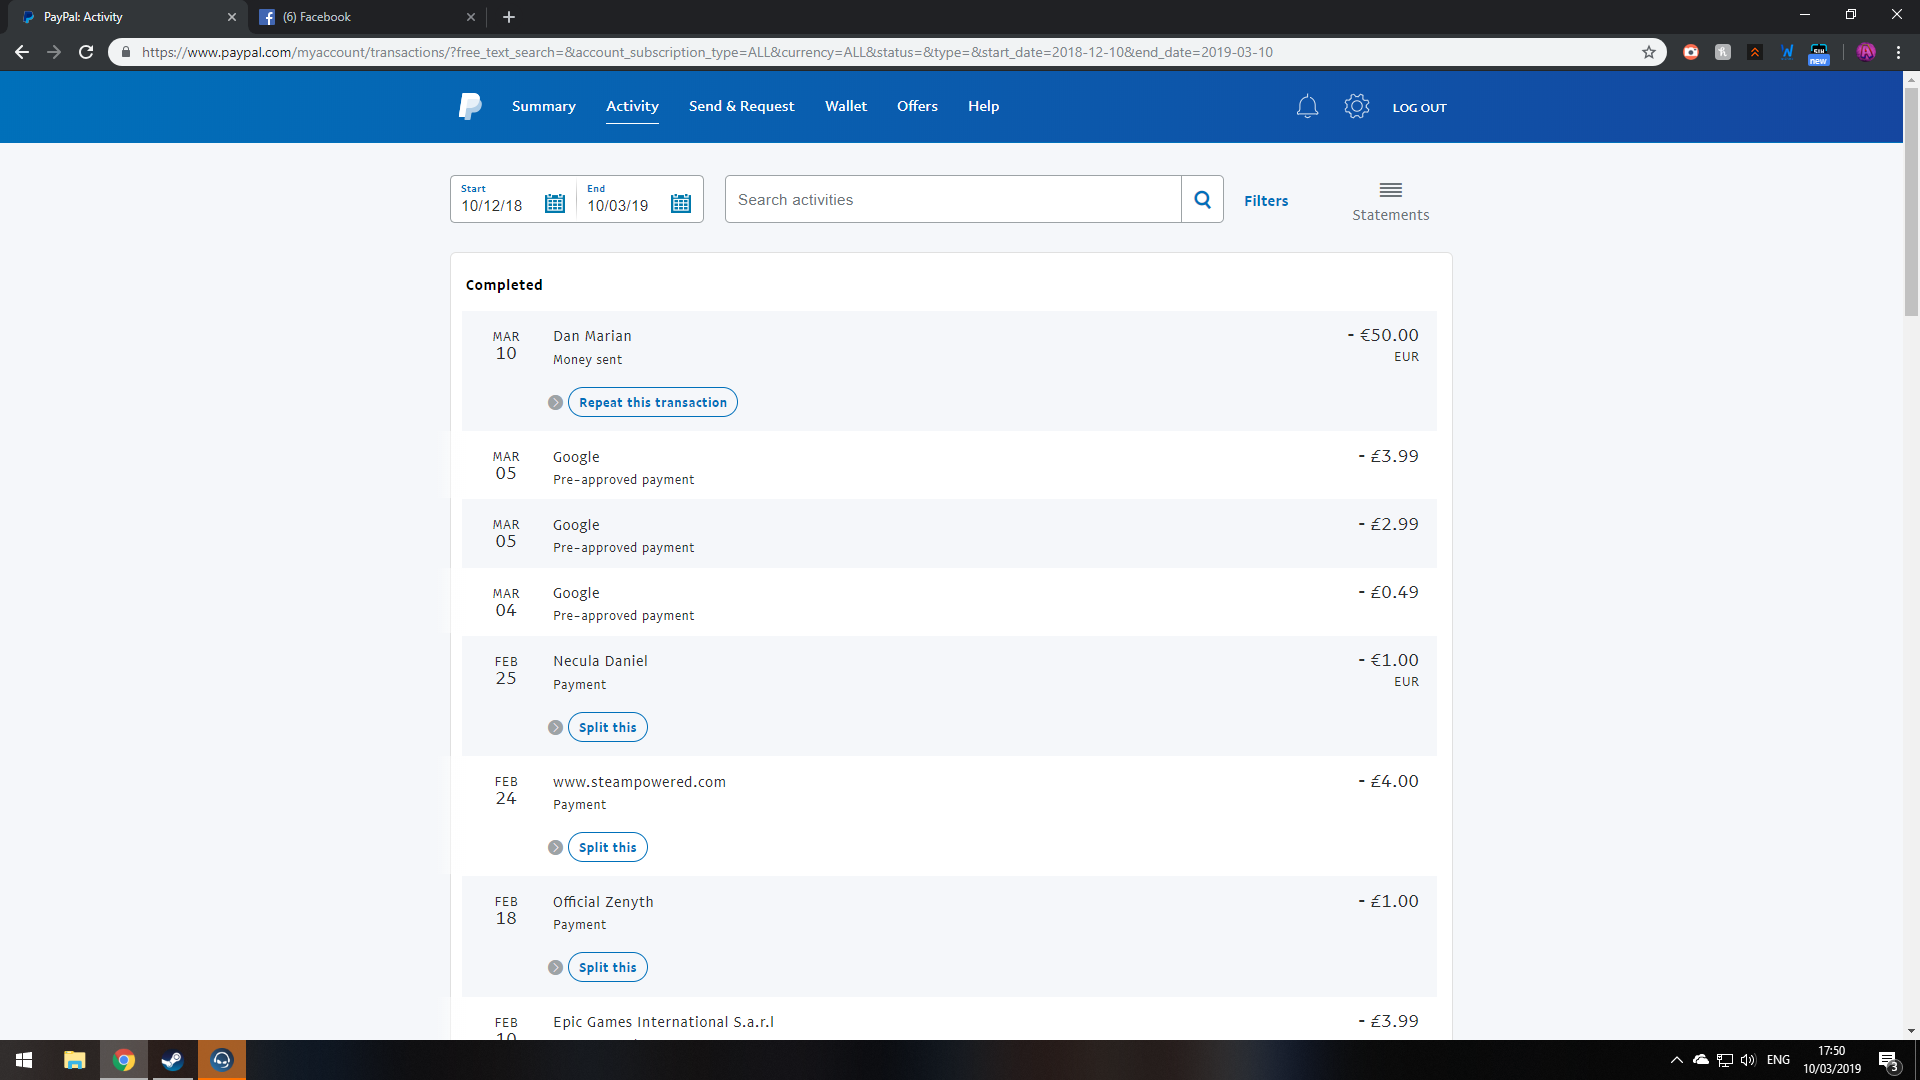 PayPal: Activity
(6) Facebook
https://www.paypal.com/myaccount/transactions/?free_text_search=&account_subscription_type=ALL&currency=ALL&status=&type=&start_date=2018-12-10&end_date=2019-03-10
new
Summary
Activity
Send & Request
Wallet
Offers
Help
LOG OUT
Start
10/12/18
End
10/03/19
Search activities
Filters
Statements
Completed
MAR
10
Dan Marian
Money sent
- €50.00
EUR
Repeat this transaction
MAR
05
Google
Pre-approved payment
- £3.99
MAR
05
Google
Pre-approved payment
- £2.99
MAR
04
Google
Pre-approved payment
- £0.49
FEB
25
Necula Daniel
Payment
- €1.00
EUR
Split this
FEB
24
www.steampowered.com
Payment
- £4.00
Split this
FEB
18
Official Zenyth
Payment
- £1.00
Split this
FEB
10
Epic Games International S.a.r.l
- £3.99
ENG
17:50
10/03/2019
3